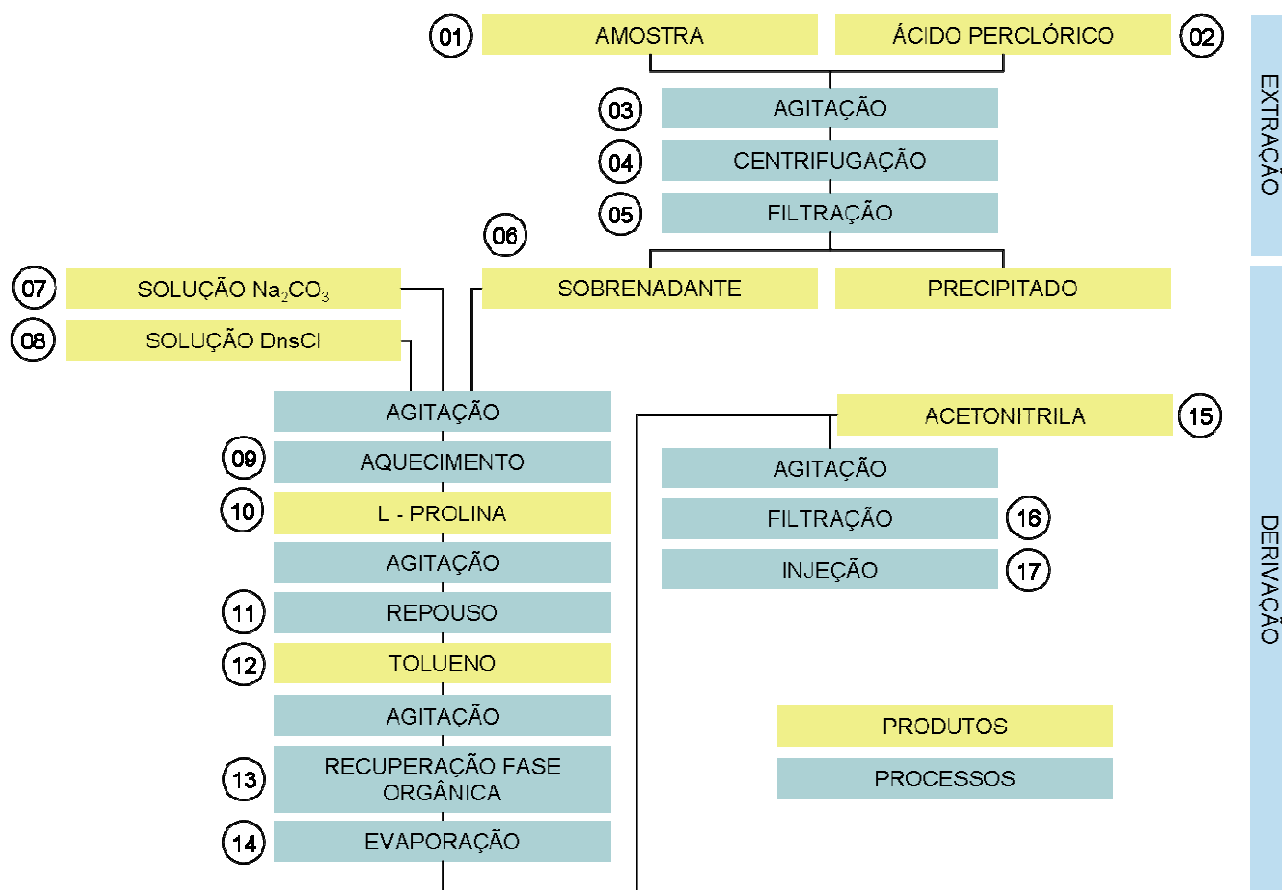 01
AMOSTRA
ÁCIDO PERCLÓRICO
02
EXTRAÇÃO
03
AGITAÇÃO
04
CENTRIFUGAÇÃO
05
FILTRAÇÃO
06
07
SOLUÇÃO Na₂CO₃
SOBRENADANTE
PRECIPITADO
08
SOLUÇÃO DnsCl
AGITAÇÃO
09
AQUECIMENTO
10
L - PROLINA
AGITAÇÃO
11
REPOUSO
12
TOLUENO
AGITAÇÃO
13
RECUPERAÇÃO FASE
ORGÂNICA
14
EVAPORAÇÃO
ACETONITRILA
15
AGITAÇÃO
FILTRAÇÃO
16
INJEÇÃO
17
DERIVAÇÃO
PRODUTOS
PROCESSOS